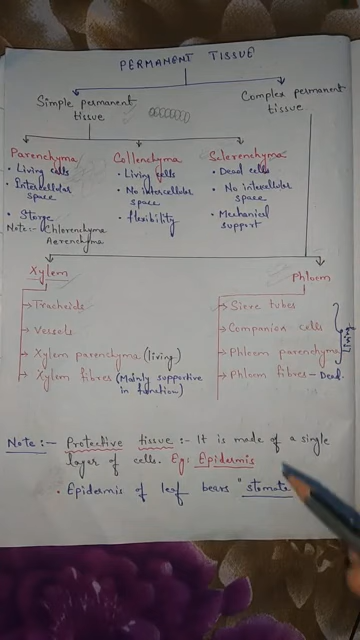 PERMANENT TISSUE
Simple permanent tissue
Complex permanent tissue
Parenchyma
• Living cells
• Intercellular space
• Storge
Note:- Chlorenchyma
Aerenchyma
Collenchyma
• Living cells
• No intercellular space
• flexibility
Sclerenchyma
• Dead cells
• No intercellular space
• Mechanical support
Xylem
Tracheids
Vessels
Xylem parenchyma (living)
Xylem fibres (Mainly supportive in function)
Phloem
Sieve tubes
Companion cells
Phloem parenchyma
Phloem fibres - Dead.
Living
Note:- Protective tissue:- It is made of a single
layer of cells. Eg: Epidermis
• Epidermis of leaf bears "stomata